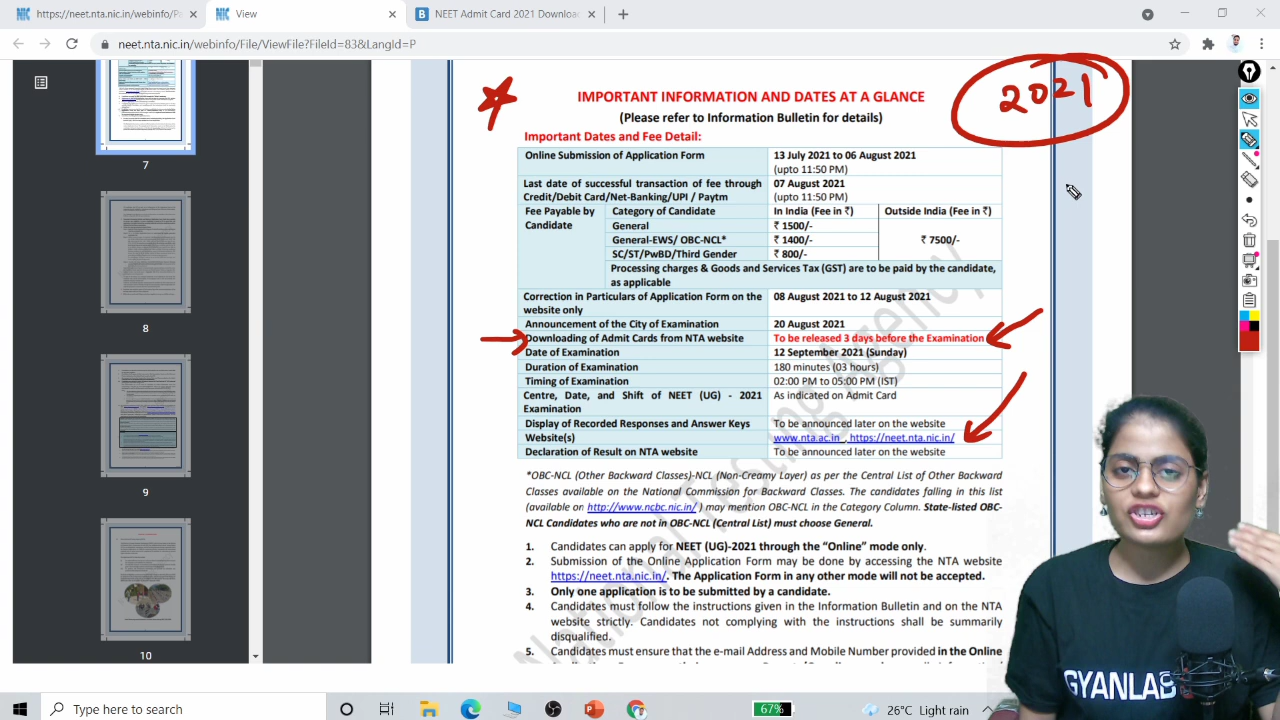 https://neet.nta.nic.in/webinfo/P
View
NEET Admit Card 2021 Downloa
neet.nta.nic.in/webinfo/File/ViewFile?FileId=83&LangId=P
2021
IMPORTANT INFORMATION AND DATES AT A GLANCE
(Please refer to Information Bulletin for details)
Important Dates and Fee Detail:
Online Submission of Application Form 13 July 2021 to 06 August 2021
(upto 11:50 PM)
Last date of successful transaction of fee through 07 August 2021
Credit/Debit Card/Net-Banking/UPI / Paytm (upto 11:50 PM)
Fee Payable by Category of Candidate In India (Fee in ₹) Outside India (Fee in ₹)
Candidate General ₹ 1500/-
General-EWS/ OBC-NCL* ₹ 1400/- ₹ 7500/-
SC/ST/PwBD/Third Gender ₹ 800/-
Processing charges & Goods and Services Tax (GST) are to be paid by the candidate,
as applicable
Correction in Particulars of Application Form on the 08 August 2021 to 12 August 2021
website only
Announcement of the City of Examination 20 August 2021
Downloading of Admit Cards from NTA website To be released 3 days before the Examination
Date of Examination 12 September 2021 (Sunday)
Duration of Examination 180 minutes (03 hours)
Timing of Examination 02:00 PM to 05:00 PM (IST)
Centre, Date, and Shift of NEET (UG) - 2021 As indicated on Admit Card
Examination
Display of Recorded Responses and Answer Keys To be announced later on the website
Website(s) www.nta.ac.in , https://neet.nta.nic.in/
Declaration of Result on NTA website To be announced later on the website
*OBC-NCL (Other Backward Classes)-NCL (Non-Creamy Layer) as per the Central List of Other Backward
Classes available on the National Commission for Backward Classes. The candidates falling in this list
(available on http://www.ncbc.nic.in/ ) may mention OBC-NCL in the Category Column. State-listed OBC-
NCL Candidates who are not in OBC-NCL (Central List) must choose General.
1. Candidates can apply for NEET (UG)-2021 through the "Online" mode only.
2. Submission of the Online Application Form may be done by accessing the NTA website
https://neet.nta.nic.in/. The Application Form in any other mode will not be accepted.
3. Only one application is to be submitted by a candidate.
4. Candidates must follow the instructions given in the Information Bulletin and on the NTA
website strictly. Candidates not complying with the instructions shall be summarily
disqualified.
5. Candidates must ensure that the e-mail Address and Mobile Number provided in the Online
National Testing Agency
7
8
9
10
GYANLAB
Type here to search
67%
26°C Light rain